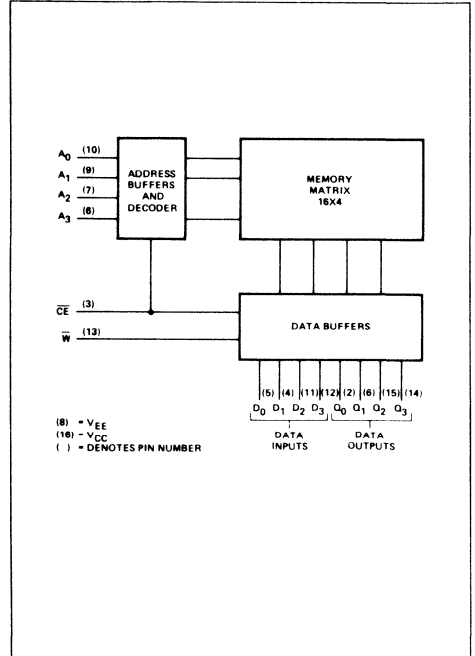 A0 (10)
A1 (9)
A2 (7)
A3 (6)
ADDRESS
BUFFERS
AND
DECODER
MEMORY
MATRIX
16X4
CE (3)
W (13)
DATA BUFFERS
(5) (4) (11) (12) (2) (6) (15) (14)
D0 D1 D2 D3 Q0 Q1 Q2 Q3
DATA
INPUTS
DATA
OUTPUTS
(8) = VEE
(16) - VCC
( ) = DENOTES PIN NUMBER